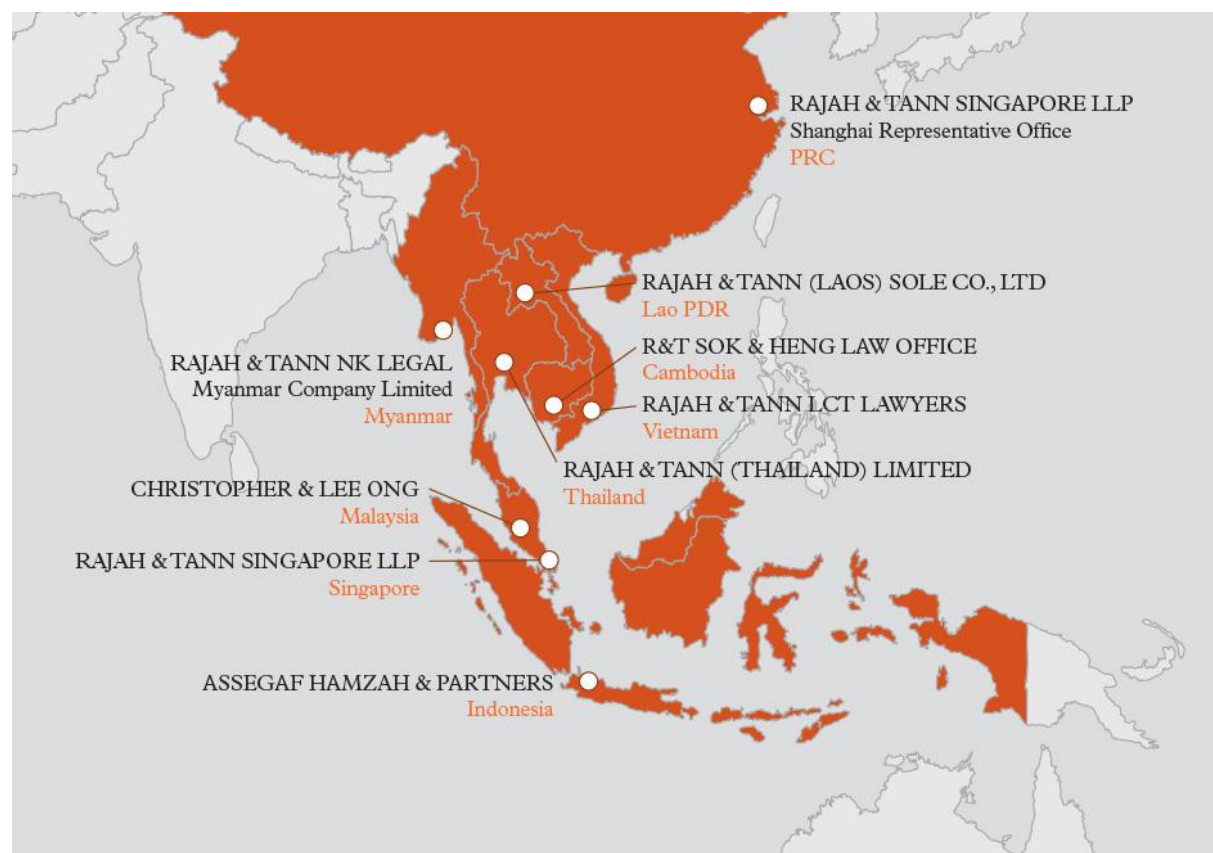 RAJAH & TANN SINGAPORE LLP
Shanghai Representative Office
PRC
RAJAH & TANN (LAOS) SOLE CO., LTD
Lao PDR
R&T SOK & HENG LAW OFFICE
Cambodia
RAJAH & TANN NK LEGAL
Myanmar Company Limited
Myanmar
RAJAH & TANN LCT LAWYERS
Vietnam
RAJAH & TANN (THAILAND) LIMITED
Thailand
CHRISTOPHER & LEE ONG
Malaysia
RAJAH & TANN SINGAPORE LLP
Singapore
ASSEGAF HAMZAH & PARTNERS
Indonesia